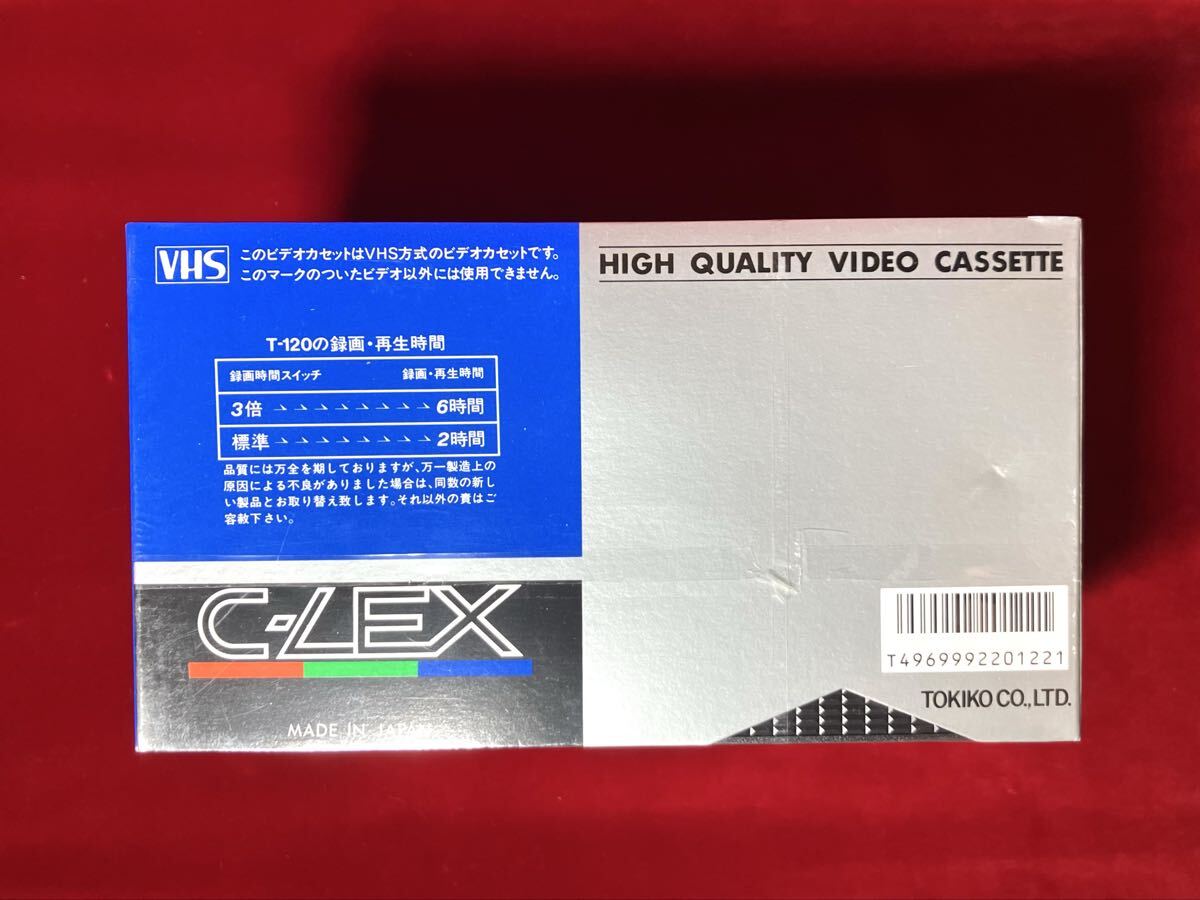 VHS
このビデオカセットはVHS方式のビデオカセットです。
このマークのついたビデオ以外には使用できません。
T-120の録画・再生時間
録画時間スイッチ 録画・再生時間
3倍 6時間
標準 2時間
品質には万全を期しておりますが、万一製造上の
原因による不良がありました場合は、同数の新し
い製品とお取り替え致します。それ以外の責はご
容赦下さい。
C-LEX
MADE IN JAPAN
HIGH QUALITY VIDEO CASSETTE
T4969992201221
TOKIKO CO.,LTD.